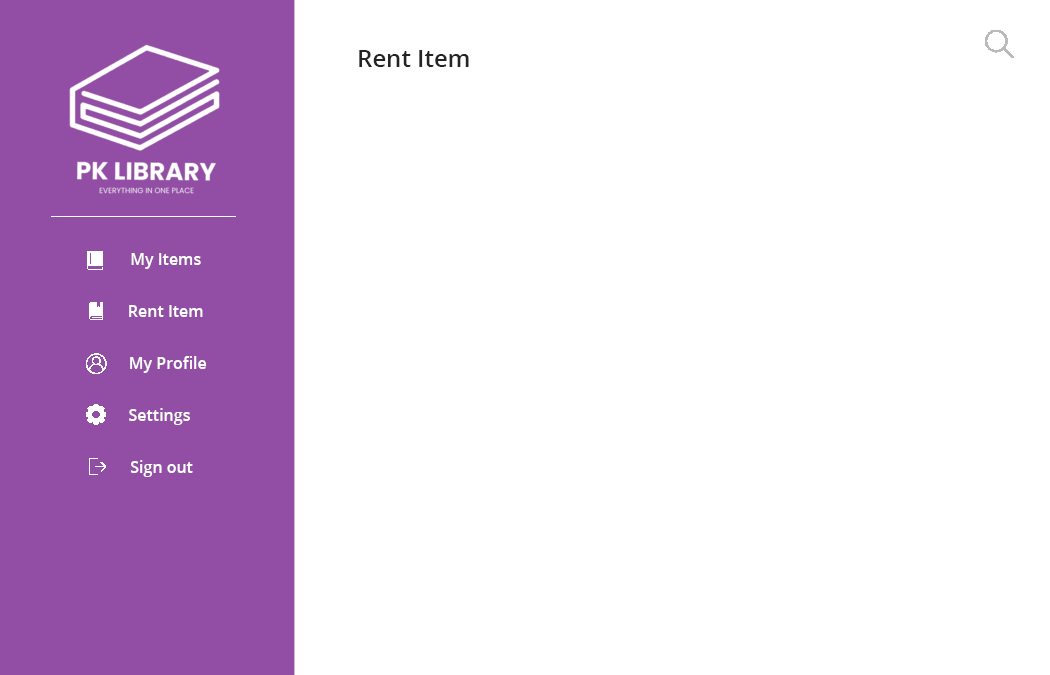 PK LIBRARY
EVERYTHING IN ONE PLACE
My Items
Rent Item
My Profile
Settings
Sign out
Rent Item